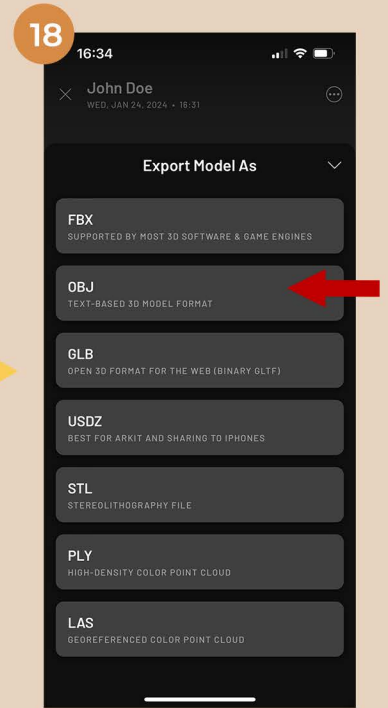 18
16:34
John Doe
WED, JAN 24, 2024 • 16:31
Export Model As
FBX
SUPPORTED BY MOST 3D SOFTWARE & GAME ENGINES
OBJ
TEXT-BASED 3D MODEL FORMAT
GLB
OPEN 3D FORMAT FOR THE WEB (BINARY GLTF)
USDZ
BEST FOR ARKIT AND SHARING TO IPHONES
STL
STEREOLITHOGRAPHY FILE
PLY
HIGH-DENSITY COLOR POINT CLOUD
LAS
GEOREFERENCED COLOR POINT CLOUD